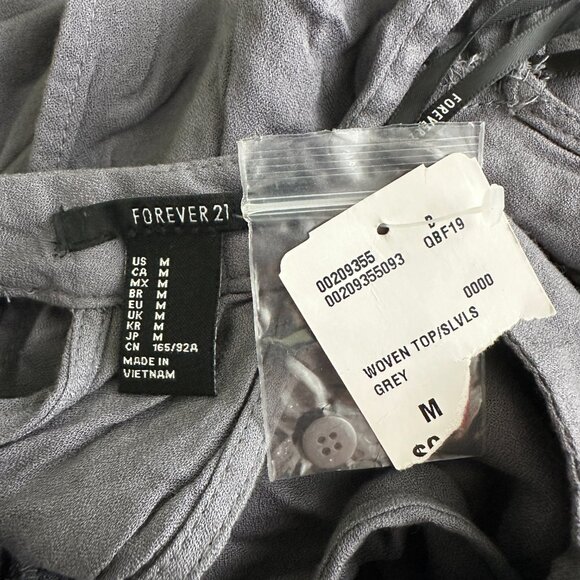 FOREVER 21
US M
CA M
MX M
BR M
EU M
UK M
KR M
JP M
CN 165/92A
MADE IN
VIETNAM
FOREVER
00209355
00209355093
QBF19
0000
WOVEN TOP/SLVLS
GREY
M